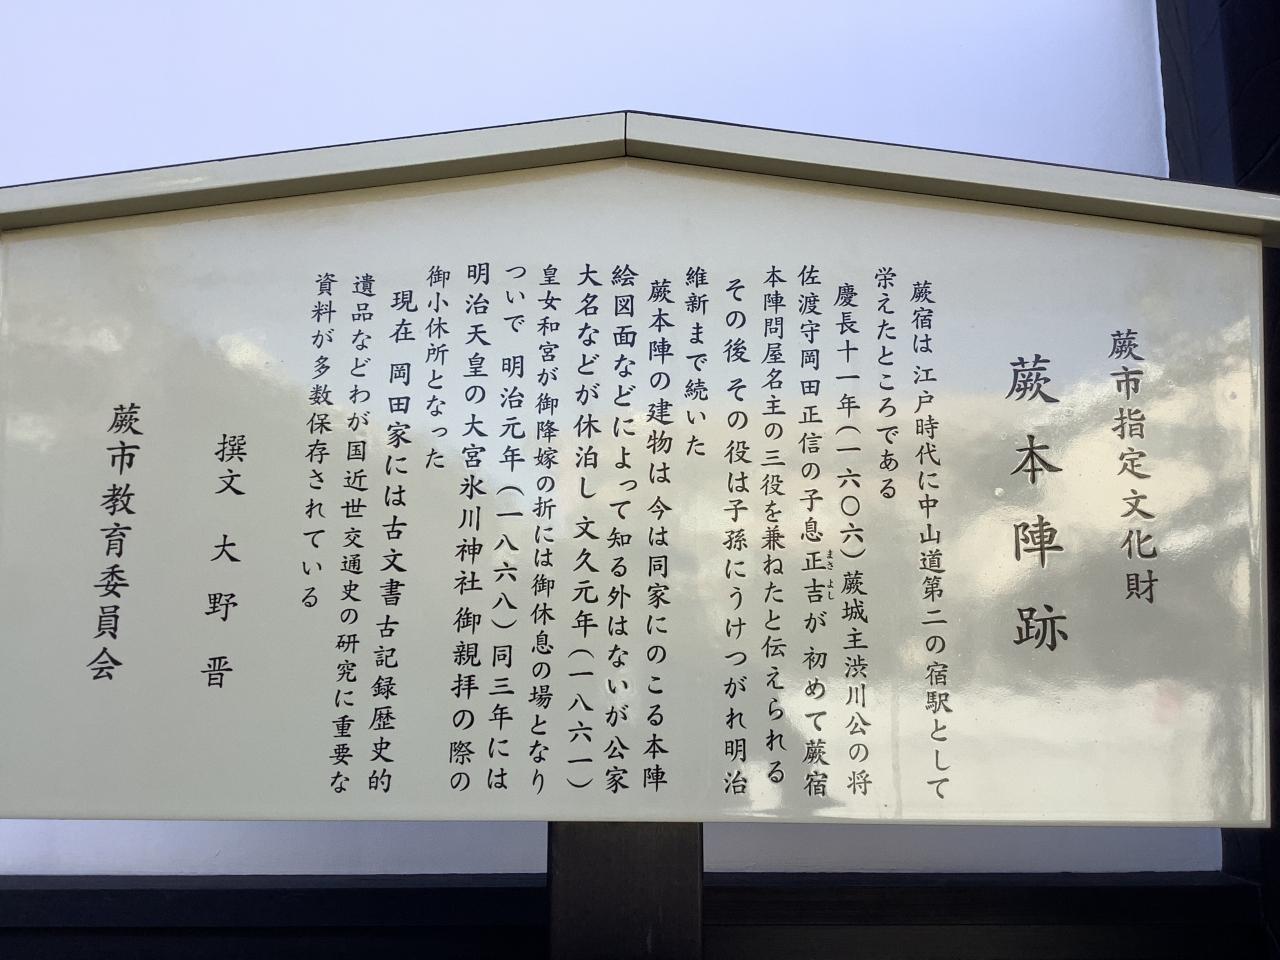 蕨市指定文化財
蕨本陣跡
蕨宿は江戸時代に中山道第二の宿駅として
栄えたところである
慶長十一年(一六〇六)蕨城主渋川公の将
佐渡守岡田正信の子息正吉が初めて蕨宿
まさよし
本陣問屋名主の三役を兼ねたと伝えられる
その後 その役は子孫にうけつがれ明治
維新まで続いた
蕨本陣の建物は 今は同家にのこる本陣
絵図面などによって知る外はないが 公家
大名などが休泊し 文久元年(一八六一)
皇女和宮が御降嫁の折には御休息の場となり
ついで 明治元年(一八六八)同三年には
明治天皇の大宮氷川神社 御親拝の際の
御小休所となった
現在 岡田家には古文書古記録歴史的
遺品などわが国近世交通史の研究に重要な
資料が多数保存されている
撰文 大野 晋
蕨市教育委員会